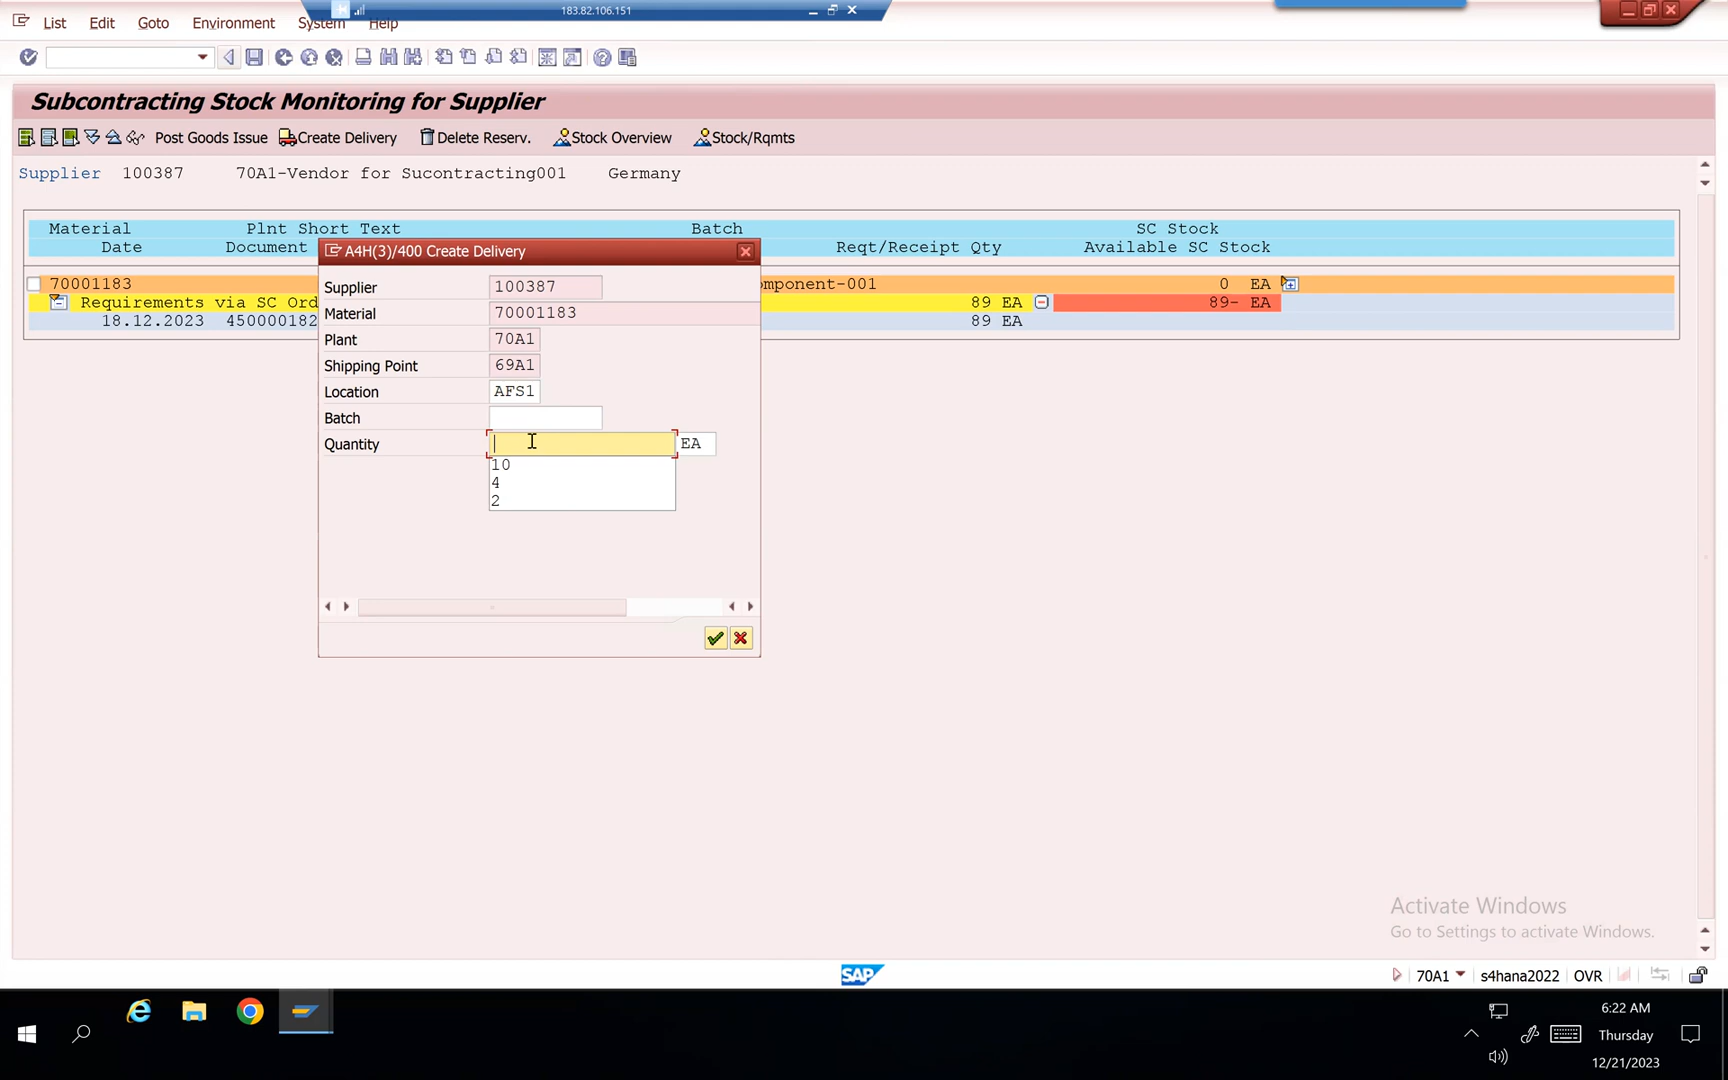 183.82.106.151
List Edit Goto Environment System Help
Subcontracting Stock Monitoring for Supplier
Post Goods Issue Create Delivery Delete Reserv. Stock Overview Stock/Rqmts
Supplier 100387 70A1-Vendor for Sucontracting001 Germany
Material Plnt Short Text Batch SC Stock
Date Document Reqt/Receipt Qty Available SC Stock
A4H(3)/400 Create Delivery
70001183 omponent-001 0 EA
Requirements via SC Ord 89 EA 89- EA
18.12.2023 450000182 89 EA
Supplier 100387
Material 70001183
Plant 70A1
Shipping Point 69A1
Location AFS1
Batch
Quantity EA
10
4
2
Activate Windows
Go to Settings to activate Windows.
SAP
70A1 s4hana2022 OVR
6:22 AM
Thursday
12/21/2023